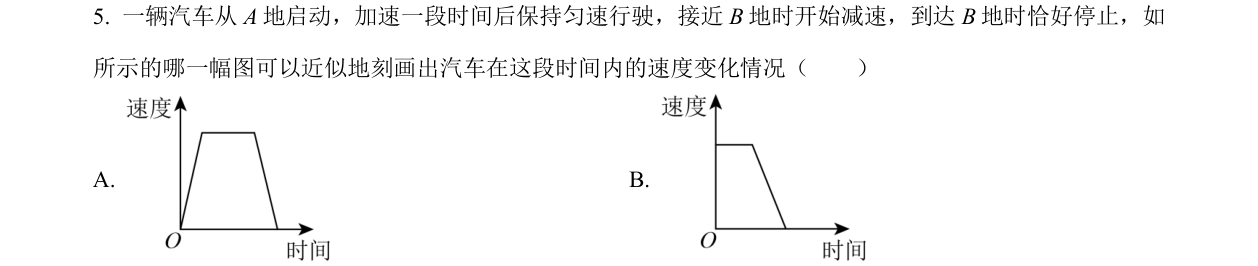 5. 一辆汽车从 A 地启动，加速一段时间后保持匀速行驶，接近 B 地时开始减速，到达 B 地时恰好停止，如
所示的哪一幅图可以近似地刻画出汽车在这段时间内的速度变化情况（　　）
速度
速度
A.
B.
O
时间
O
时间